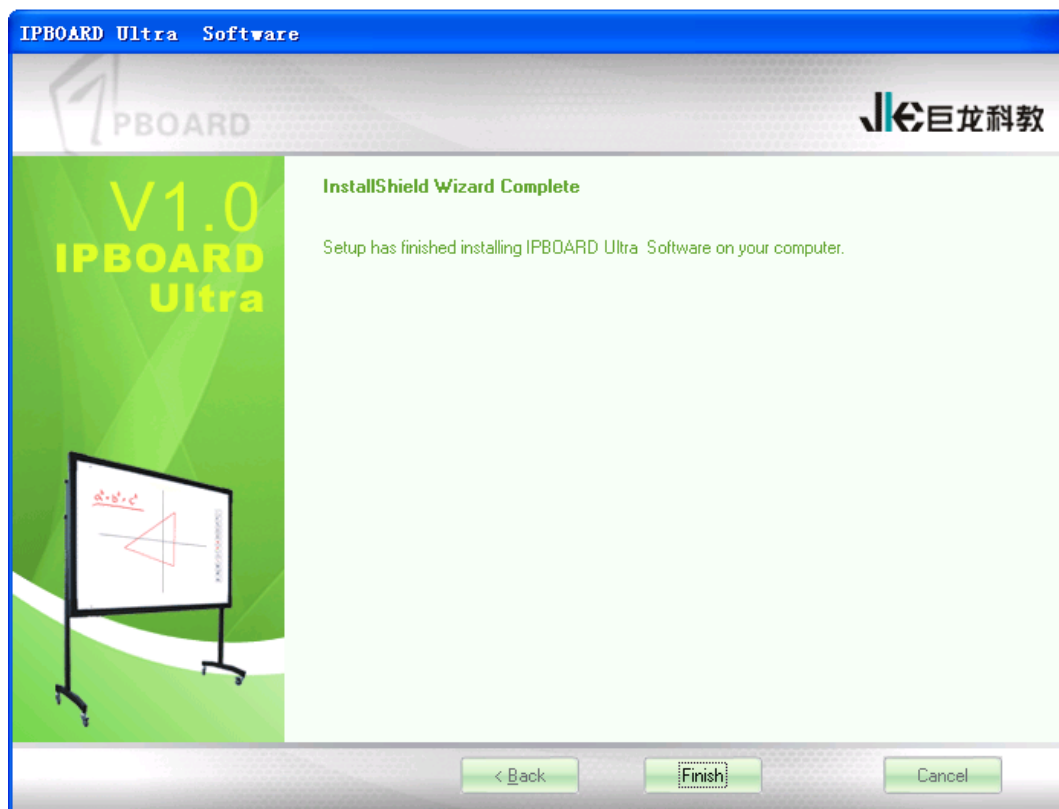 IPBOARD Ultra  Software
PBOARD
巨龙科教
V1.0
IPBOARD
Ultra
InstallShield Wizard Complete
Setup has finished installing IPBOARD Ultra  Software on your computer.
< Back
Finish
Cancel